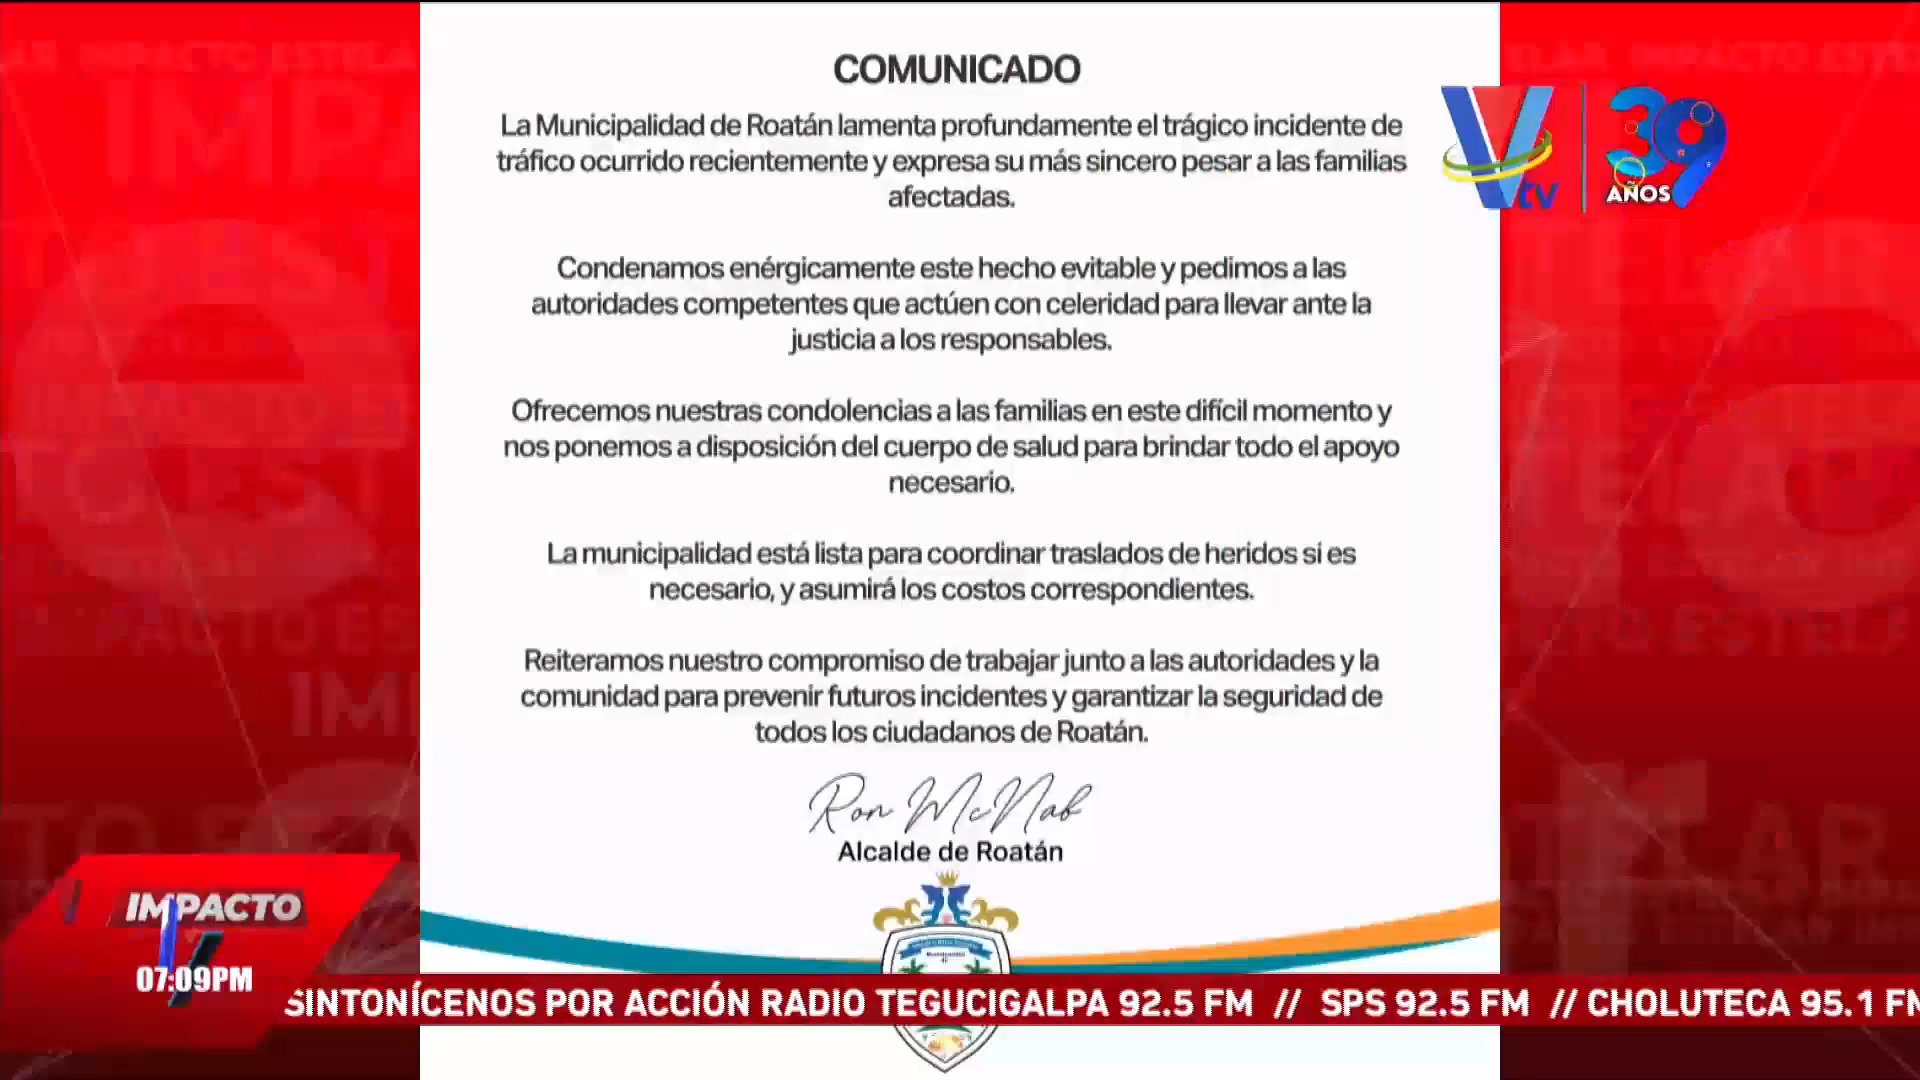 COMUNICADO
La Municipalidad de Roatán lamenta profundamente el trágico incidente de
tráfico ocurrido recientemente y expresa su más sincero pesar a las familias
afectadas.
Condenamos enérgicamente este hecho evitable y pedimos a las
autoridades competentes que actúen con celeridad para llevar ante la
justicia a los responsables.
Ofrecemos nuestras condolencias a las familias en este difícil momento y
nos ponemos a disposición del cuerpo de salud para brindar todo el apoyo
necesario.
La municipalidad está lista para coordinar traslados de heridos si es
necesario, y asumirá los costos correspondientes.
Reiteramos nuestro compromiso de trabajar junto a las autoridades y la
comunidad para prevenir futuros incidentes y garantizar la seguridad de
todos los ciudadanos de Roatán.
Ron McNab
Alcalde de Roatán
Vtv
39
AÑOS
IMPACTO
07:09PM
SINTONÍCENOS POR ACCIÓN RADIO TEGUCIGALPA 92.5 FM // SPS 92.5 FM // CHOLUTECA 95.1 FM